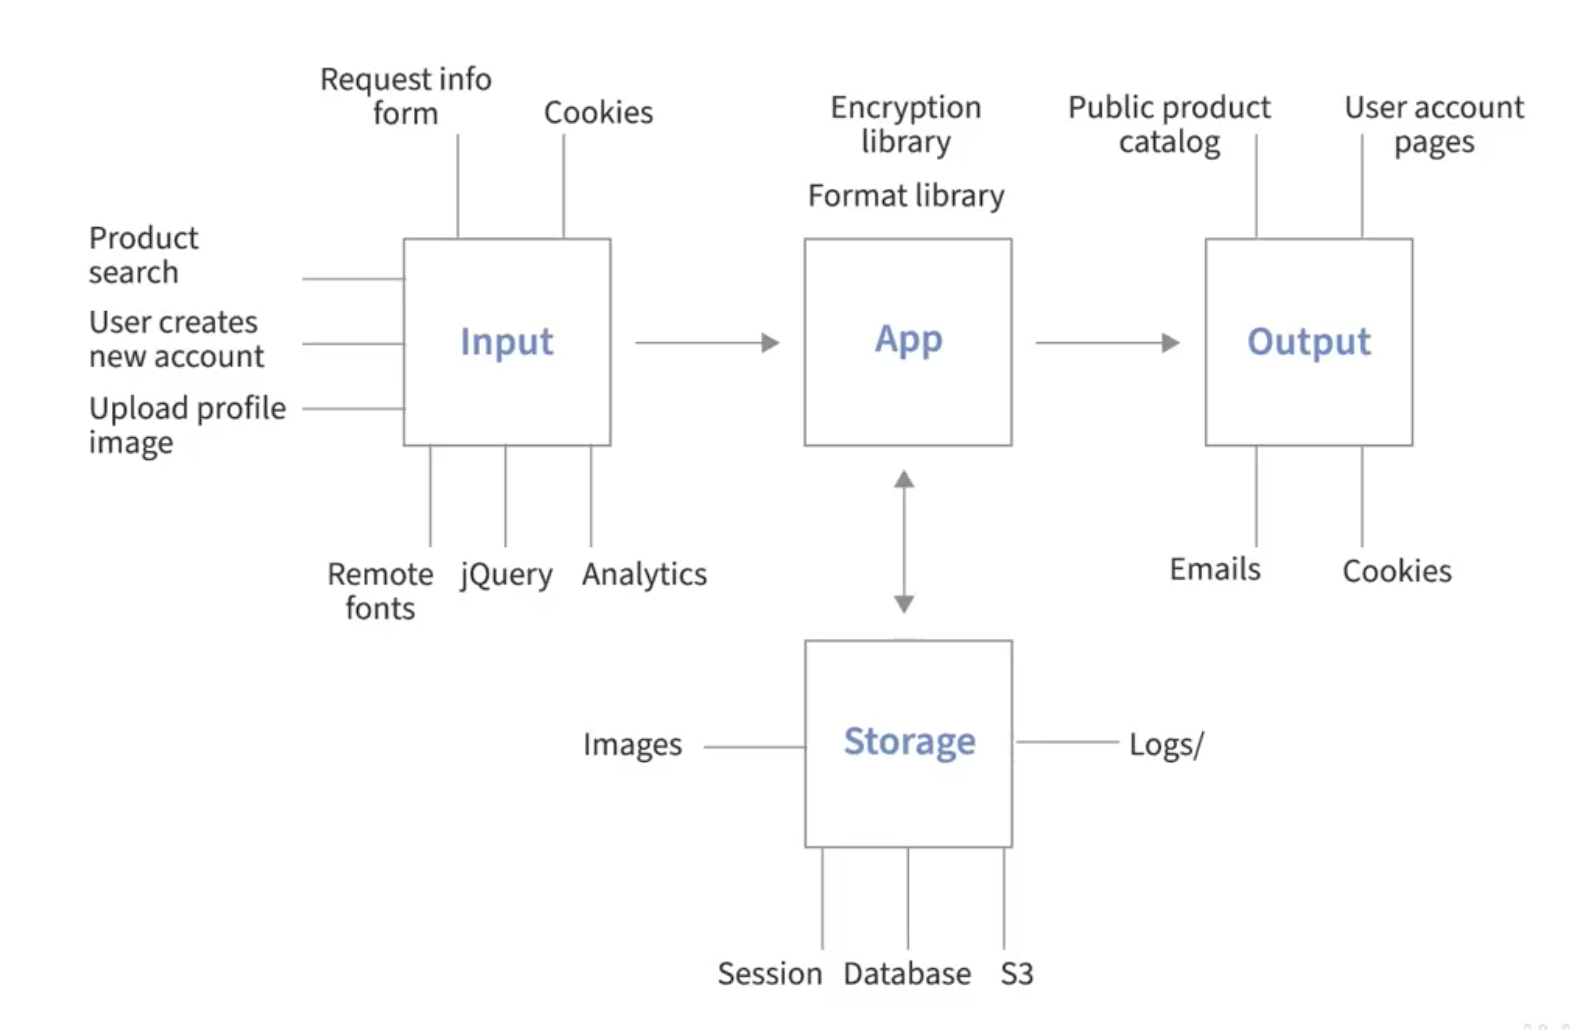 Request info
form
Cookies
Encryption
library
Format library
Public product
catalog
User account
pages
Product
search
User creates
new account
Upload profile
image
Input
App
Output
Remote
fonts
jQuery
Analytics
Emails
Cookies
Images
Storage
Logs/
Session
Database
S3